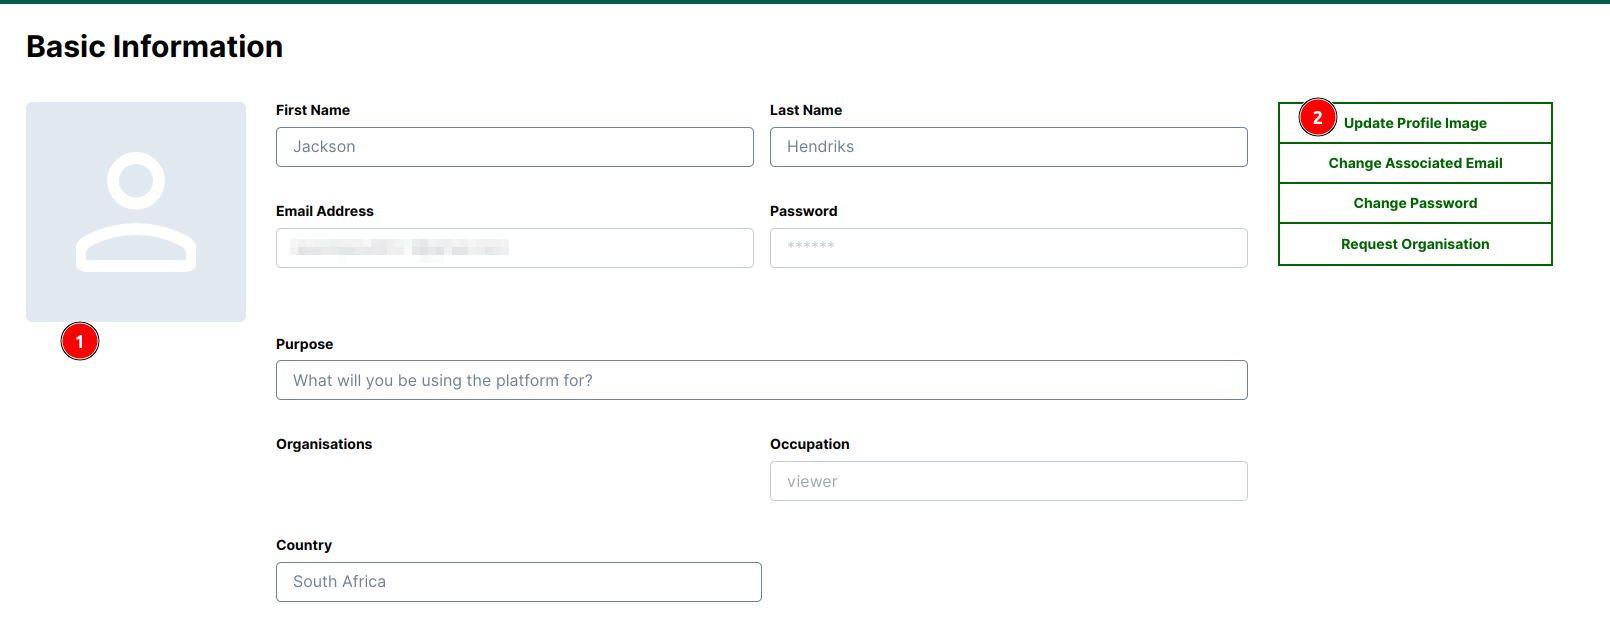 Basic Information
First Name
Last Name
Jackson
Hendriks
Email Address
Password
******
Purpose
What will you be using the platform for?
Organisations
Occupation
viewer
Country
South Africa
1
2
Update Profile Image
Change Associated Email
Change Password
Request Organisation